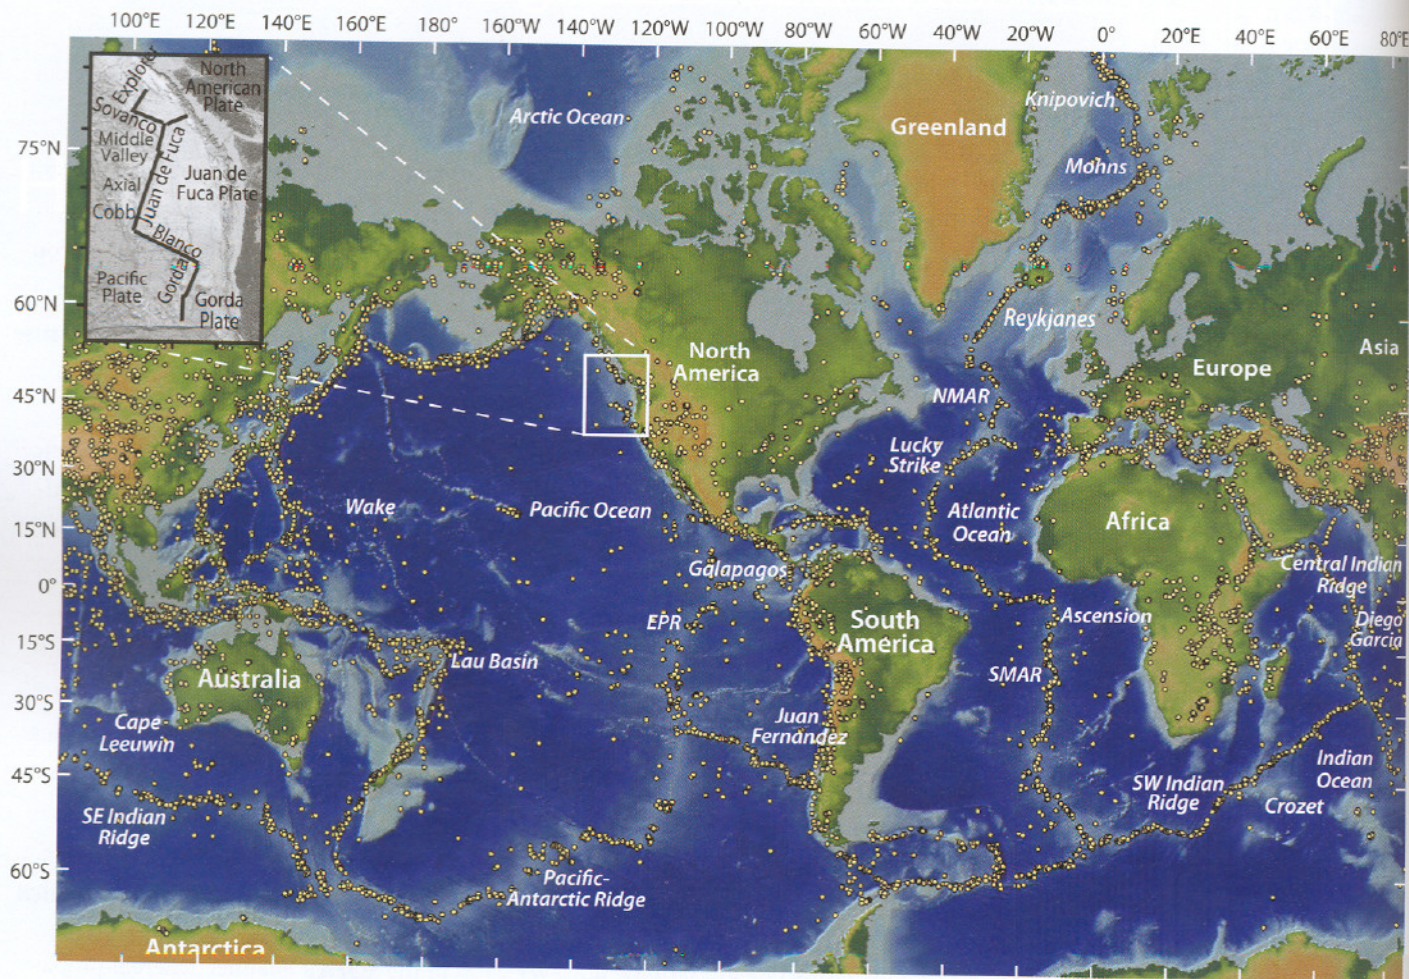 100°E 120°E 140°E 160°E 180° 160°W 140°W 120°W 100°W 80°W 60°W 40°W 20°W 0° 20°E 40°E 60°E 80°E
75°N
60°N
45°N
30°N
15°N
0°
15°S
30°S
45°S
60°S
Explorer
Sovanco
North
American
Plate
Middle
Valley
Juan de Fuca
Axial
Juan de
Fuca Plate
Cobb
Blanco
Pacific
Plate
Gorda
Gorda
Plate
Arctic Ocean
Greenland
Knipovich
Mohns
Reykjanes
North
America
Europe
Asia
NMAR
Lucky
Strike
Wake
Pacific Ocean
Atlantic
Ocean
Africa
Galapagos
Central Indian
Ridge
EPR
South
America
Ascension
Diego
Garcia
Lau Basin
Australia
SMAR
Cape
Leeuwin
Juan
Fernandez
Indian
Ocean
SW Indian
Ridge
Crozet
SE Indian
Ridge
Pacific-
Antarctic Ridge
Antarctica